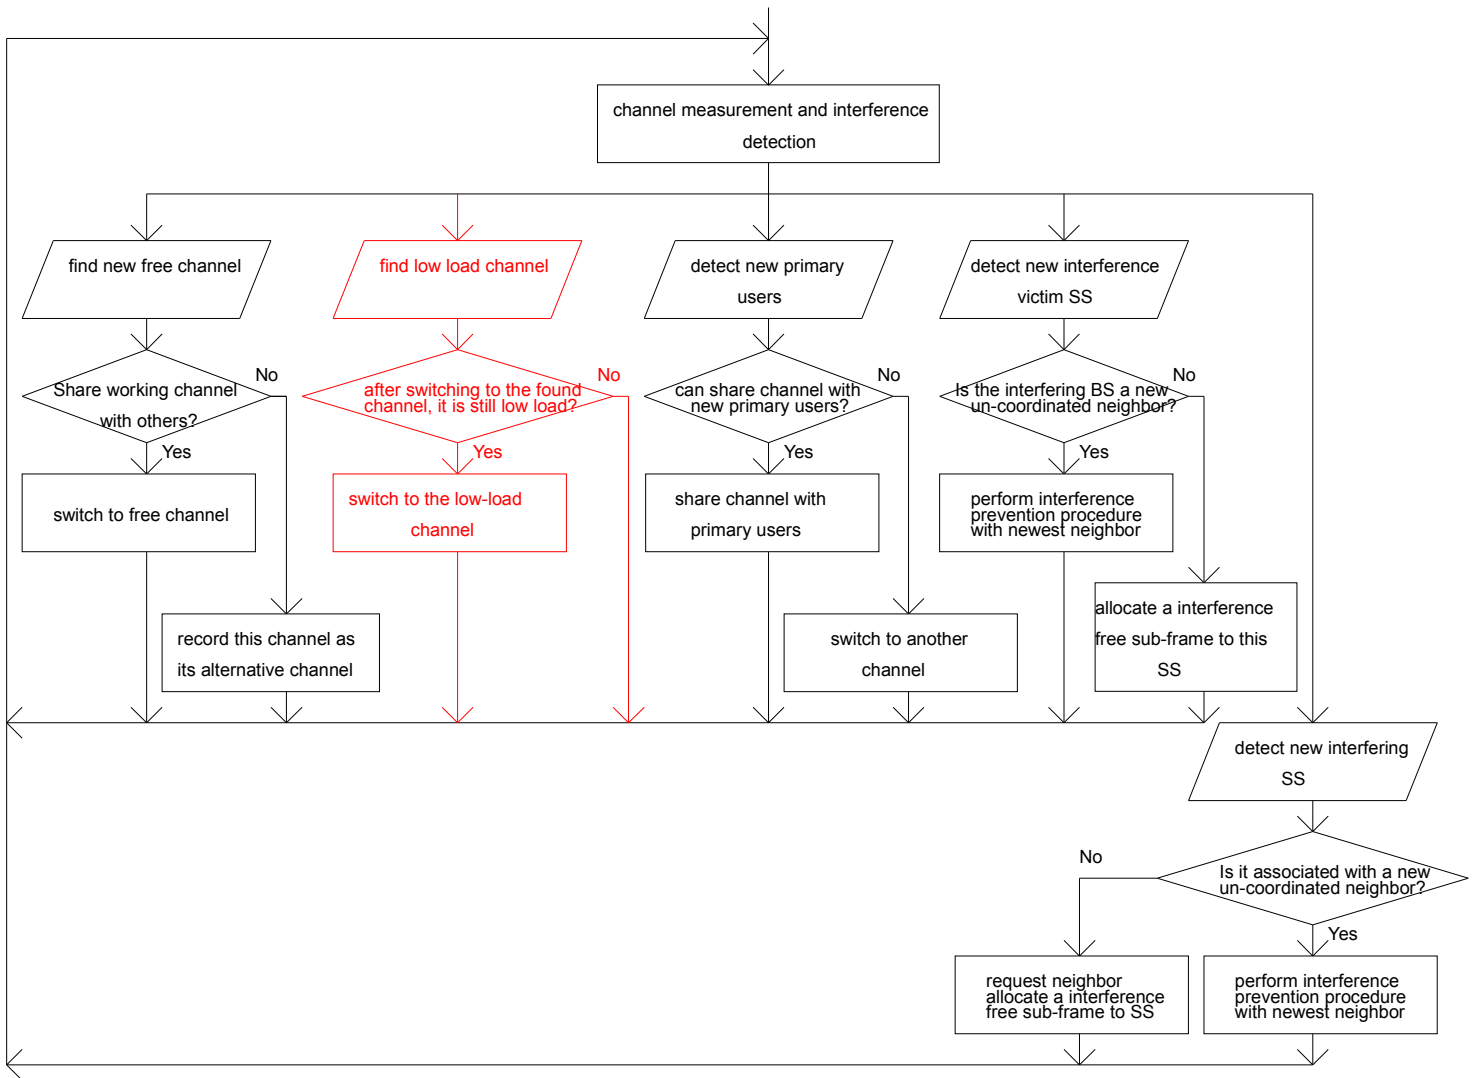 channel measurement and interference
detection
find new free channel
find low load channel
detect new primary
users
detect new interference
victim SS
Share working channel
with others?
No
Yes
after switching to the found
channel, it is still low load?
No
Yes
can share channel with
new primary users?
No
Yes
Is the interfering BS a new
un-coordinated neighbor?
No
Yes
switch to free channel
switch to the low-load
channel
share channel with
primary users
perform interference
prevention procedure
with newest neighbor
record this channel as
its alternative channel
switch to another
channel
allocate a interference
free sub-frame to this
SS
detect new interfering
SS
Is it associated with a new
un-coordinated neighbor?
No
Yes
request neighbor
allocate a interference
free sub-frame to SS
perform interference
prevention procedure
with newest neighbor